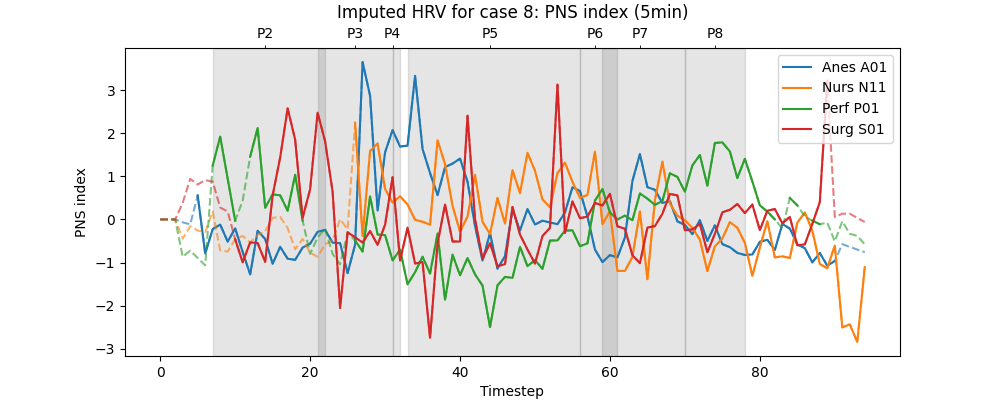 Imputed HRV for case 8: PNS index (5min)
P2 P3 P4 P5 P6 P7 P8
Anes A01
Nurs N11
Perf P01
Surg S01
PNS index
3
2
1
0
−1
−2
−3
0 20 40 60 80
Timestep